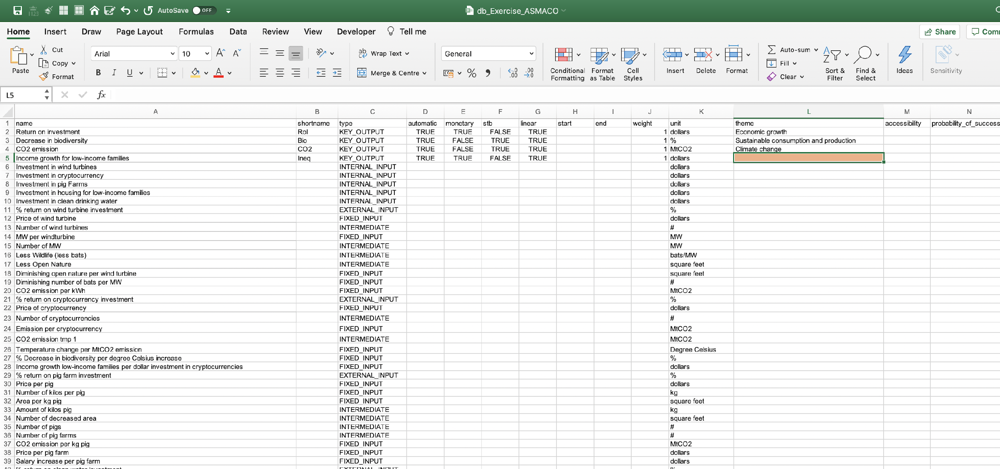 AutoSave OFF db_Exercise_ASMACO
Home Insert Draw Page Layout Formulas Data Review View Developer Tell me Share
Paste Cut Copy Format
Arial 10
B I U A
ab Wrap Text
Merge & Centre
General
%
Conditional Formatting
Format as Table
Cell Styles
Insert Delete Format
Auto-sum
Fill
Clear
Sort & Filter
Find & Select
Ideas
Sensitivity
L5 fx
A B C D E F G H I J K L M N
1 name shortname type automatic monetary stb linear start end weight unit theme accessibility probability_of_success
2 Return on investment RoI KEY_OUTPUT TRUE TRUE FALSE TRUE 1 dollars Economic growth
3 Decrease in biodiversity Bio KEY_OUTPUT TRUE FALSE TRUE TRUE 1 % Sustainable consumption and production
4 CO2 emission CO2 KEY_OUTPUT TRUE FALSE TRUE TRUE 1 MtCO2 Climate change
5 Income growth for low-income families Ineq KEY_OUTPUT TRUE TRUE FALSE TRUE 1 dollars
6 Investment in wind turbines INTERNAL_INPUT dollars
7 Investment in cryptocurrency INTERNAL_INPUT dollars
8 Investment in pig Farms INTERNAL_INPUT dollars
9 Investment in housing for low-income families INTERNAL_INPUT dollars
10 Investment in clean drinking water INTERNAL_INPUT dollars
11 % return on wind turbine investment EXTERNAL_INPUT %
12 Price of wind turbine FIXED_INPUT dollars
13 Number of wind turbines INTERMEDIATE #
14 MW per windturbine FIXED_INPUT MW
15 Number of MW INTERMEDIATE MW
16 Less Wildlife (less bats) INTERMEDIATE bats/MW
17 Less Open Nature INTERMEDIATE square feet
18 Diminishing open nature per wind turbine FIXED_INPUT square feet
19 Diminishing number of bats per MW FIXED_INPUT #
20 CO2 emission per kWh FIXED_INPUT MtCO2
21 % return on cryptocurrency investment EXTERNAL_INPUT %
22 Price of cryptocurrency FIXED_INPUT dollars
23 Number of cryptocurrencies INTERMEDIATE #
24 Emission per cryptocurrency FIXED_INPUT MtCO2
25 CO2 emission tmp 1 INTERMEDIATE MtCO2
26 Temperature change per MtCO2 emission FIXED_INPUT Degree Celsius
27 % Decrease in biodiversity per degree Celsius increase FIXED_INPUT %
28 Income growth low-income families per dollar investment in cryptocurrencies FIXED_INPUT dollars
29 % return on pig farm investment EXTERNAL_INPUT %
30 Price per pig FIXED_INPUT dollars
31 Number of kilos per pig FIXED_INPUT kg
32 Area per kg pig FIXED_INPUT square feet
33 Amount of kilos pig INTERMEDIATE kg
34 Number of decreased area INTERMEDIATE square feet
35 Number of pigs INTERMEDIATE #
36 Number of pig farms INTERMEDIATE #
37 CO2 emission per kg pig FIXED_INPUT MtCO2
38 Price per pig farm FIXED_INPUT dollars
39 Salary increase per pig farm FIXED_INPUT dollars